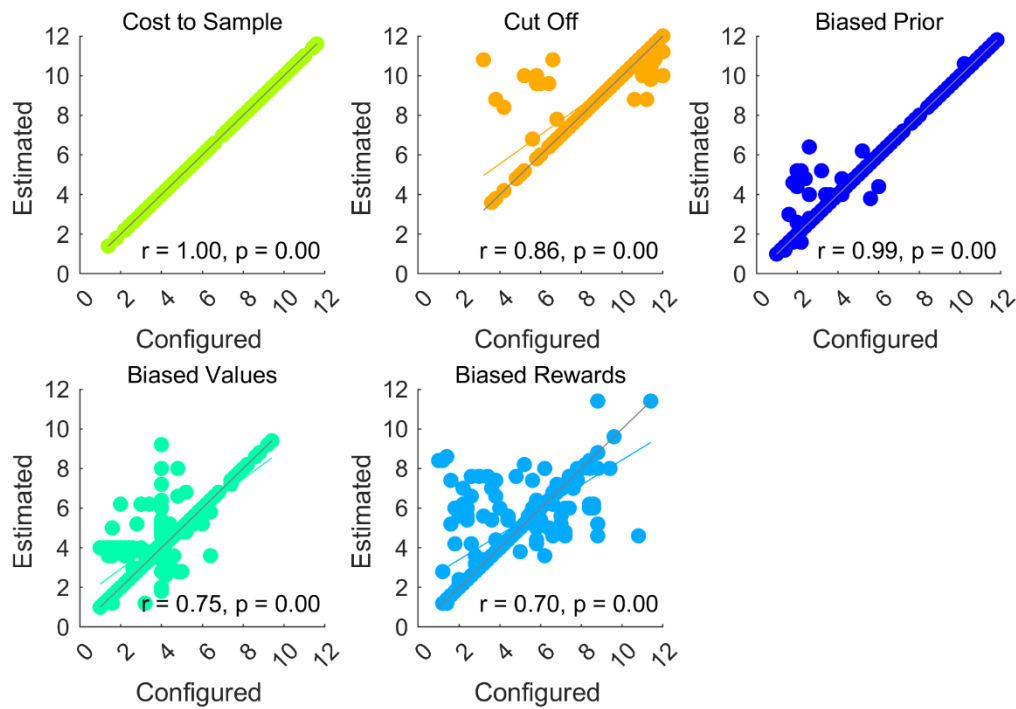 Cost to Sample
12
10
8
6
4
2
0
Estimated
r = 1.00, p = 0.00
0 2 4 6 8 10 12
Configured
Cut Off
12
10
8
6
4
2
0
Estimated
r = 0.86, p = 0.00
0 2 4 6 8 10 12
Configured
Biased Prior
12
10
8
6
4
2
0
Estimated
r = 0.99, p = 0.00
0 2 4 6 8 10 12
Configured
Biased Values
12
10
8
6
4
2
0
Estimated
r = 0.75, p = 0.00
0 2 4 6 8 10 12
Configured
Biased Rewards
12
10
8
6
4
2
0
Estimated
r = 0.70, p = 0.00
0 2 4 6 8 10 12
Configured